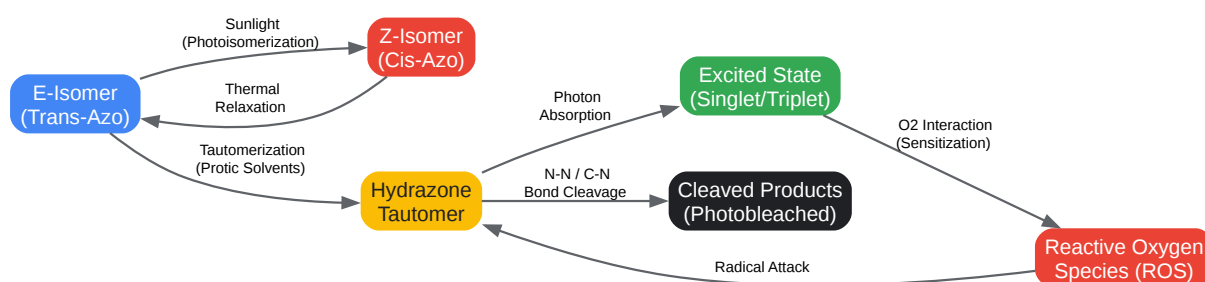 Sunlight
(Photoisomerization)
Z-Isomer
(Cis-Azo)
E-Isomer
(Trans-Azo)
Thermal
Relaxation
Excited State
(Singlet/Triplet)
Photon
Absorption
O2 Interaction
(Sensitization)
Tautomerization
(Protic Solvents)
Hydrazone
Tautomer
N-N / C-N
Bond Cleavage
Cleaved Products
(Photobleached)
Radical Attack
Reactive Oxygen
Species (ROS)